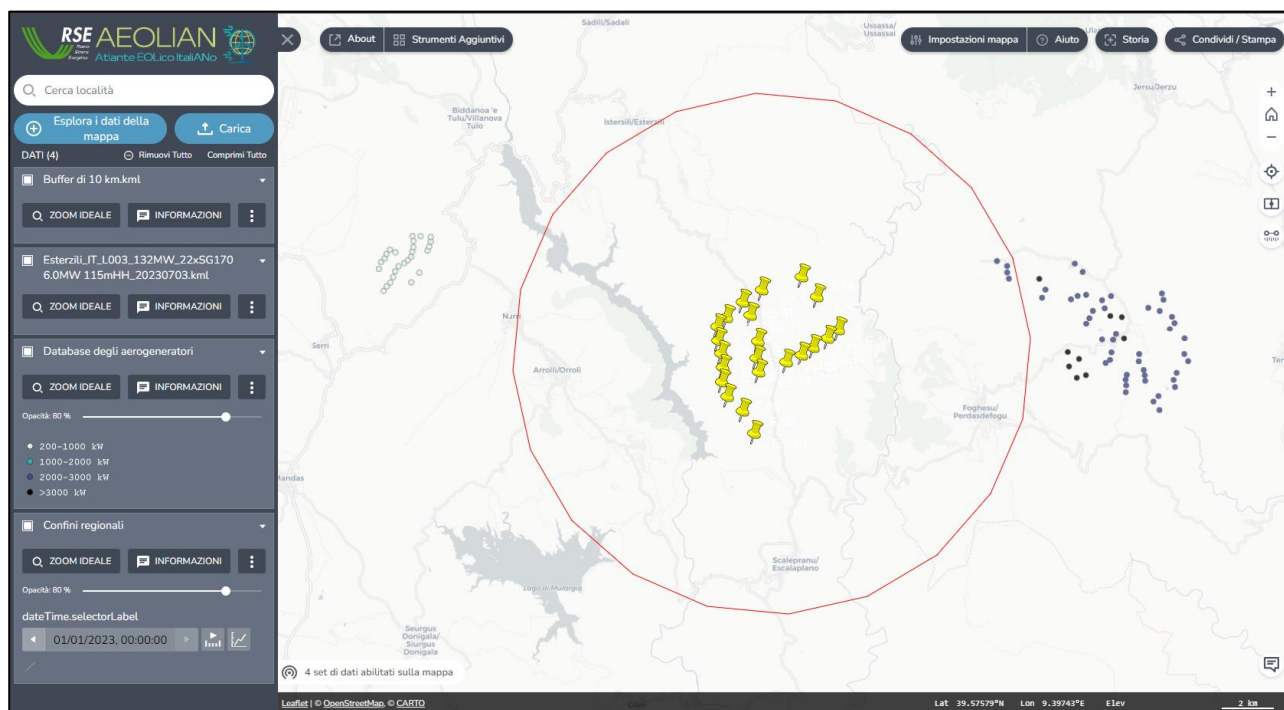 RSE
AEOLIAN
Atlante EOLico ItaliANo
Cerca località
Esplora i dati della
mappa
Carica
DATI (4)
Rimuovi Tutto
Comprimi Tutto
Buffer di 10 km.kml
ZOOM IDEALE
INFORMAZIONI
Esterzili_IT_L003_132MW_22xSG170
6.0MW 115mHH_20230703.kml
ZOOM IDEALE
INFORMAZIONI
Database degli aerogeneratori
ZOOM IDEALE
INFORMAZIONI
Opacità: 80 %
200-1000 kW
1000-2000 kW
2000-3000 kW
>3000 kW
Confini regionali
ZOOM IDEALE
INFORMAZIONI
Opacità: 80 %
dateTime.selectorLabel
01/01/2023, 00:00:00
About
Strumenti Aggiuntivi
Impostazioni mappa
Aiuto
Storia
Condividi / Stampa
Sàdili/Sadali
Ussassa/
Ussassai
Jersu/Jerzu
Biddanoa 'e
Tulu/Villanova
Tulo
Istersili/Esterzili
Nurri
Serri
Arrolli/Orroli
Foghesu/
Perdasdefogu
Mandas
Scalepranu/
Escalaplano
Lago di Mulargia
Seurgus
Donigala/
Siurgus
Donigala
4 set di dati abilitati sulla mappa
Leaflet | © OpenStreetMap, © CARTO
Lat 39.57579°N Lon 9.39743°E Elev
2 km